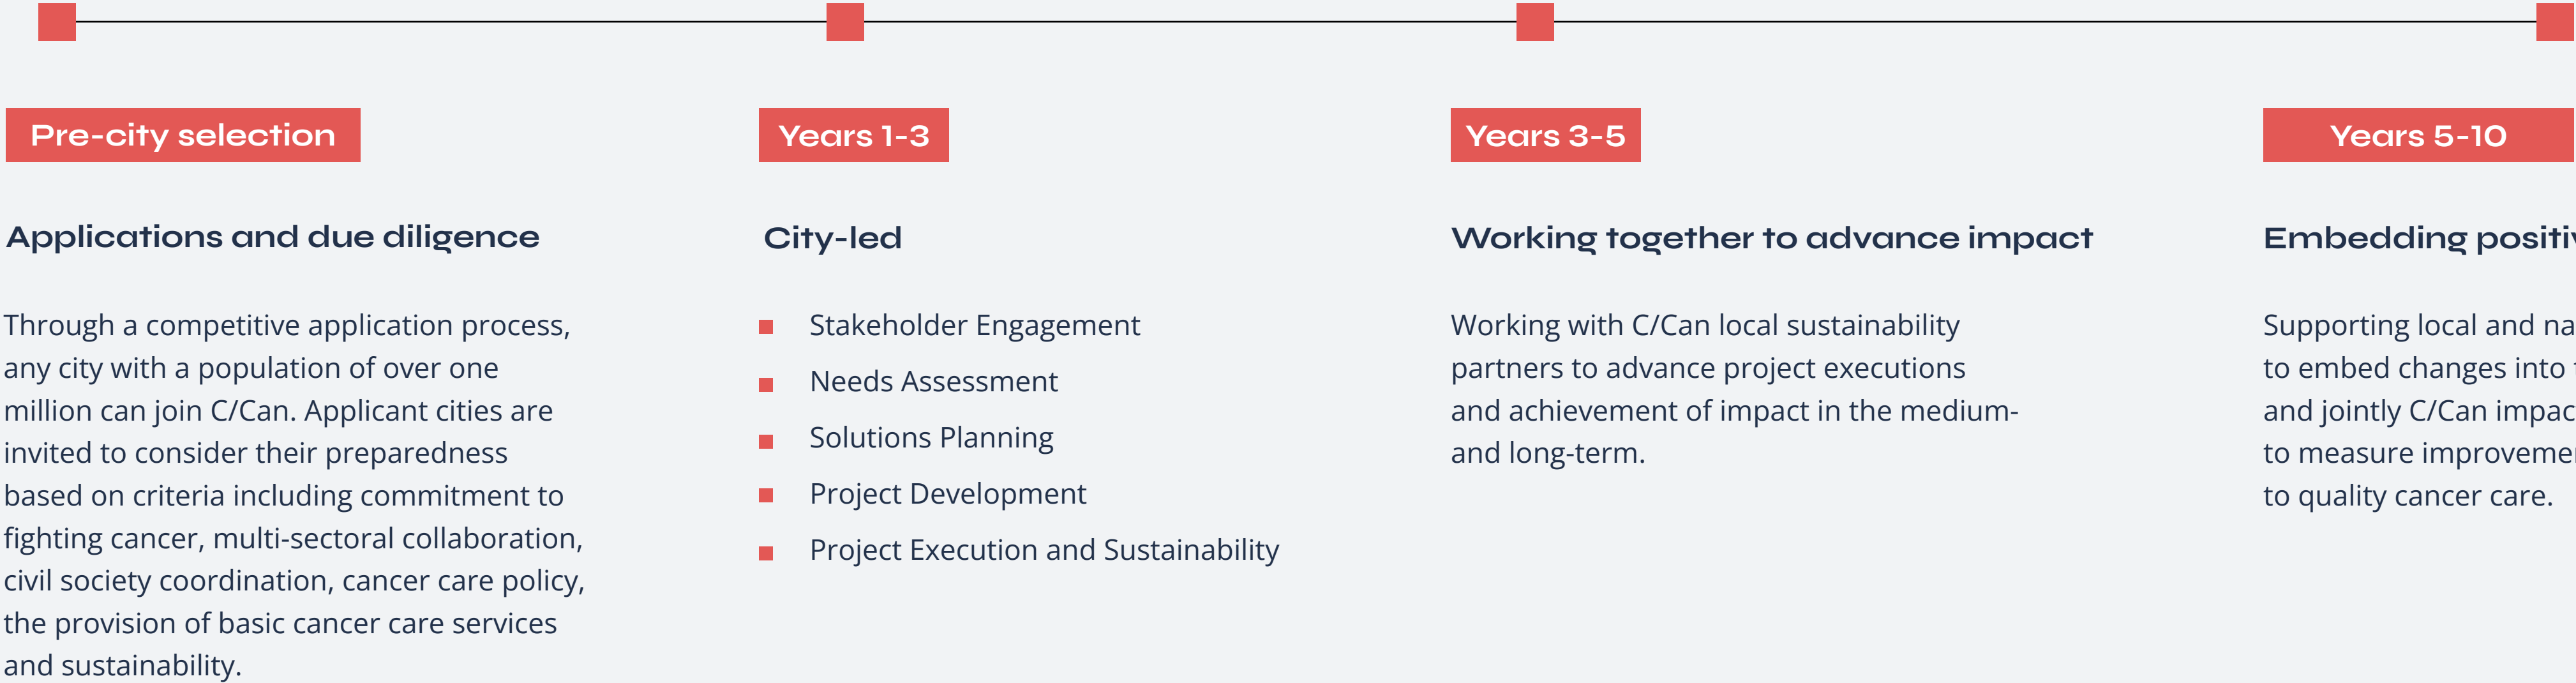 Pre-city selection
Applications and due diligence
Through a competitive application process,
any city with a population of over one
million can join C/Can. Applicant cities are
invited to consider their preparedness
based on criteria including commitment to
fighting cancer, multi-sectoral collaboration,
civil society coordination, cancer care policy,
the provision of basic cancer care services
and sustainability.
Years 1-3
City-led
Stakeholder Engagement
Needs Assessment
Solutions Planning
Project Development
Project Execution and Sustainability
Years 3-5
Working together to advance impact
Working with C/Can local sustainability
partners to advance project executions
and achievement of impact in the medium-
and long-term.
Years 5-10
Embedding
Supporting local and
to embed changes into
and jointly C/Can
to measure
to quality cancer care.